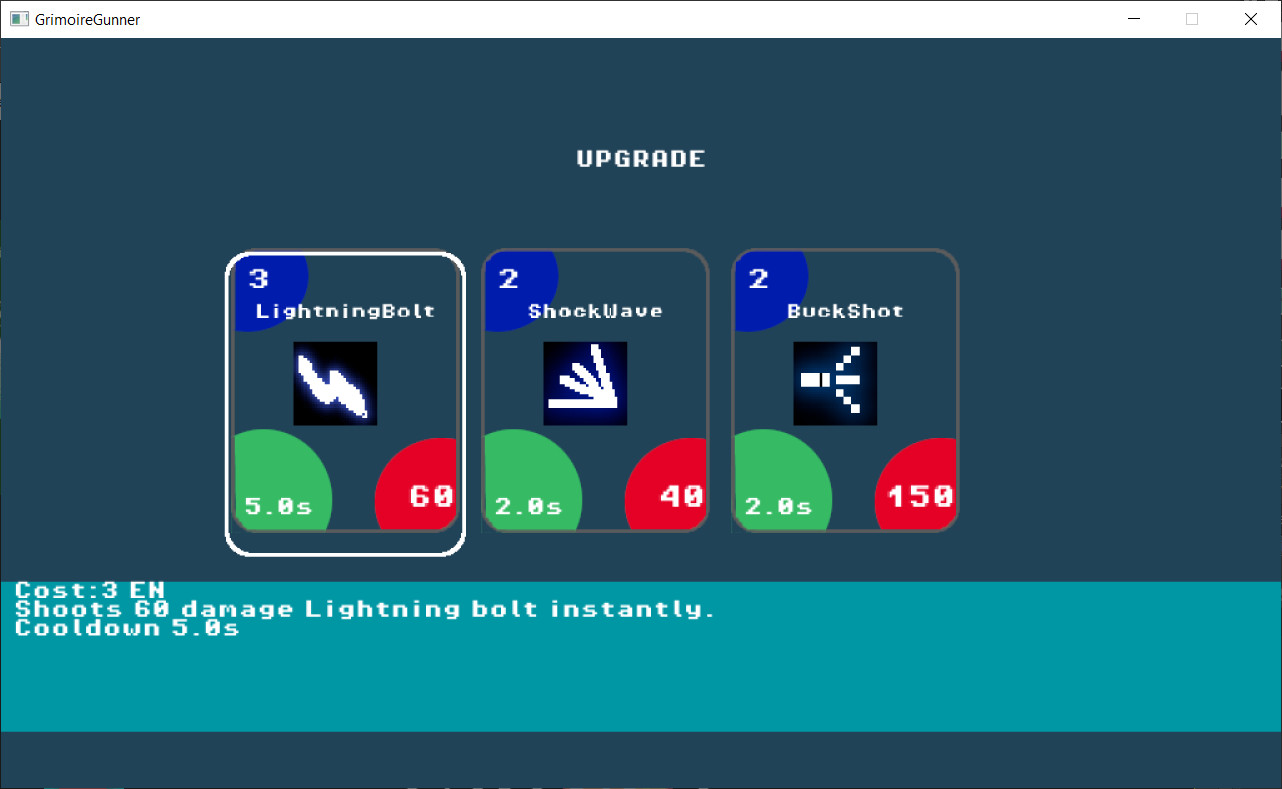 GrimoireGunner
UPGRADE
3
LightningBolt
5.0s
60
2
ShockWave
2.0s
40
2
BuckShot
2.0s
150
Cost:3 EN
Shoots 60 damage Lightning bolt instantly.
Cooldown 5.0s